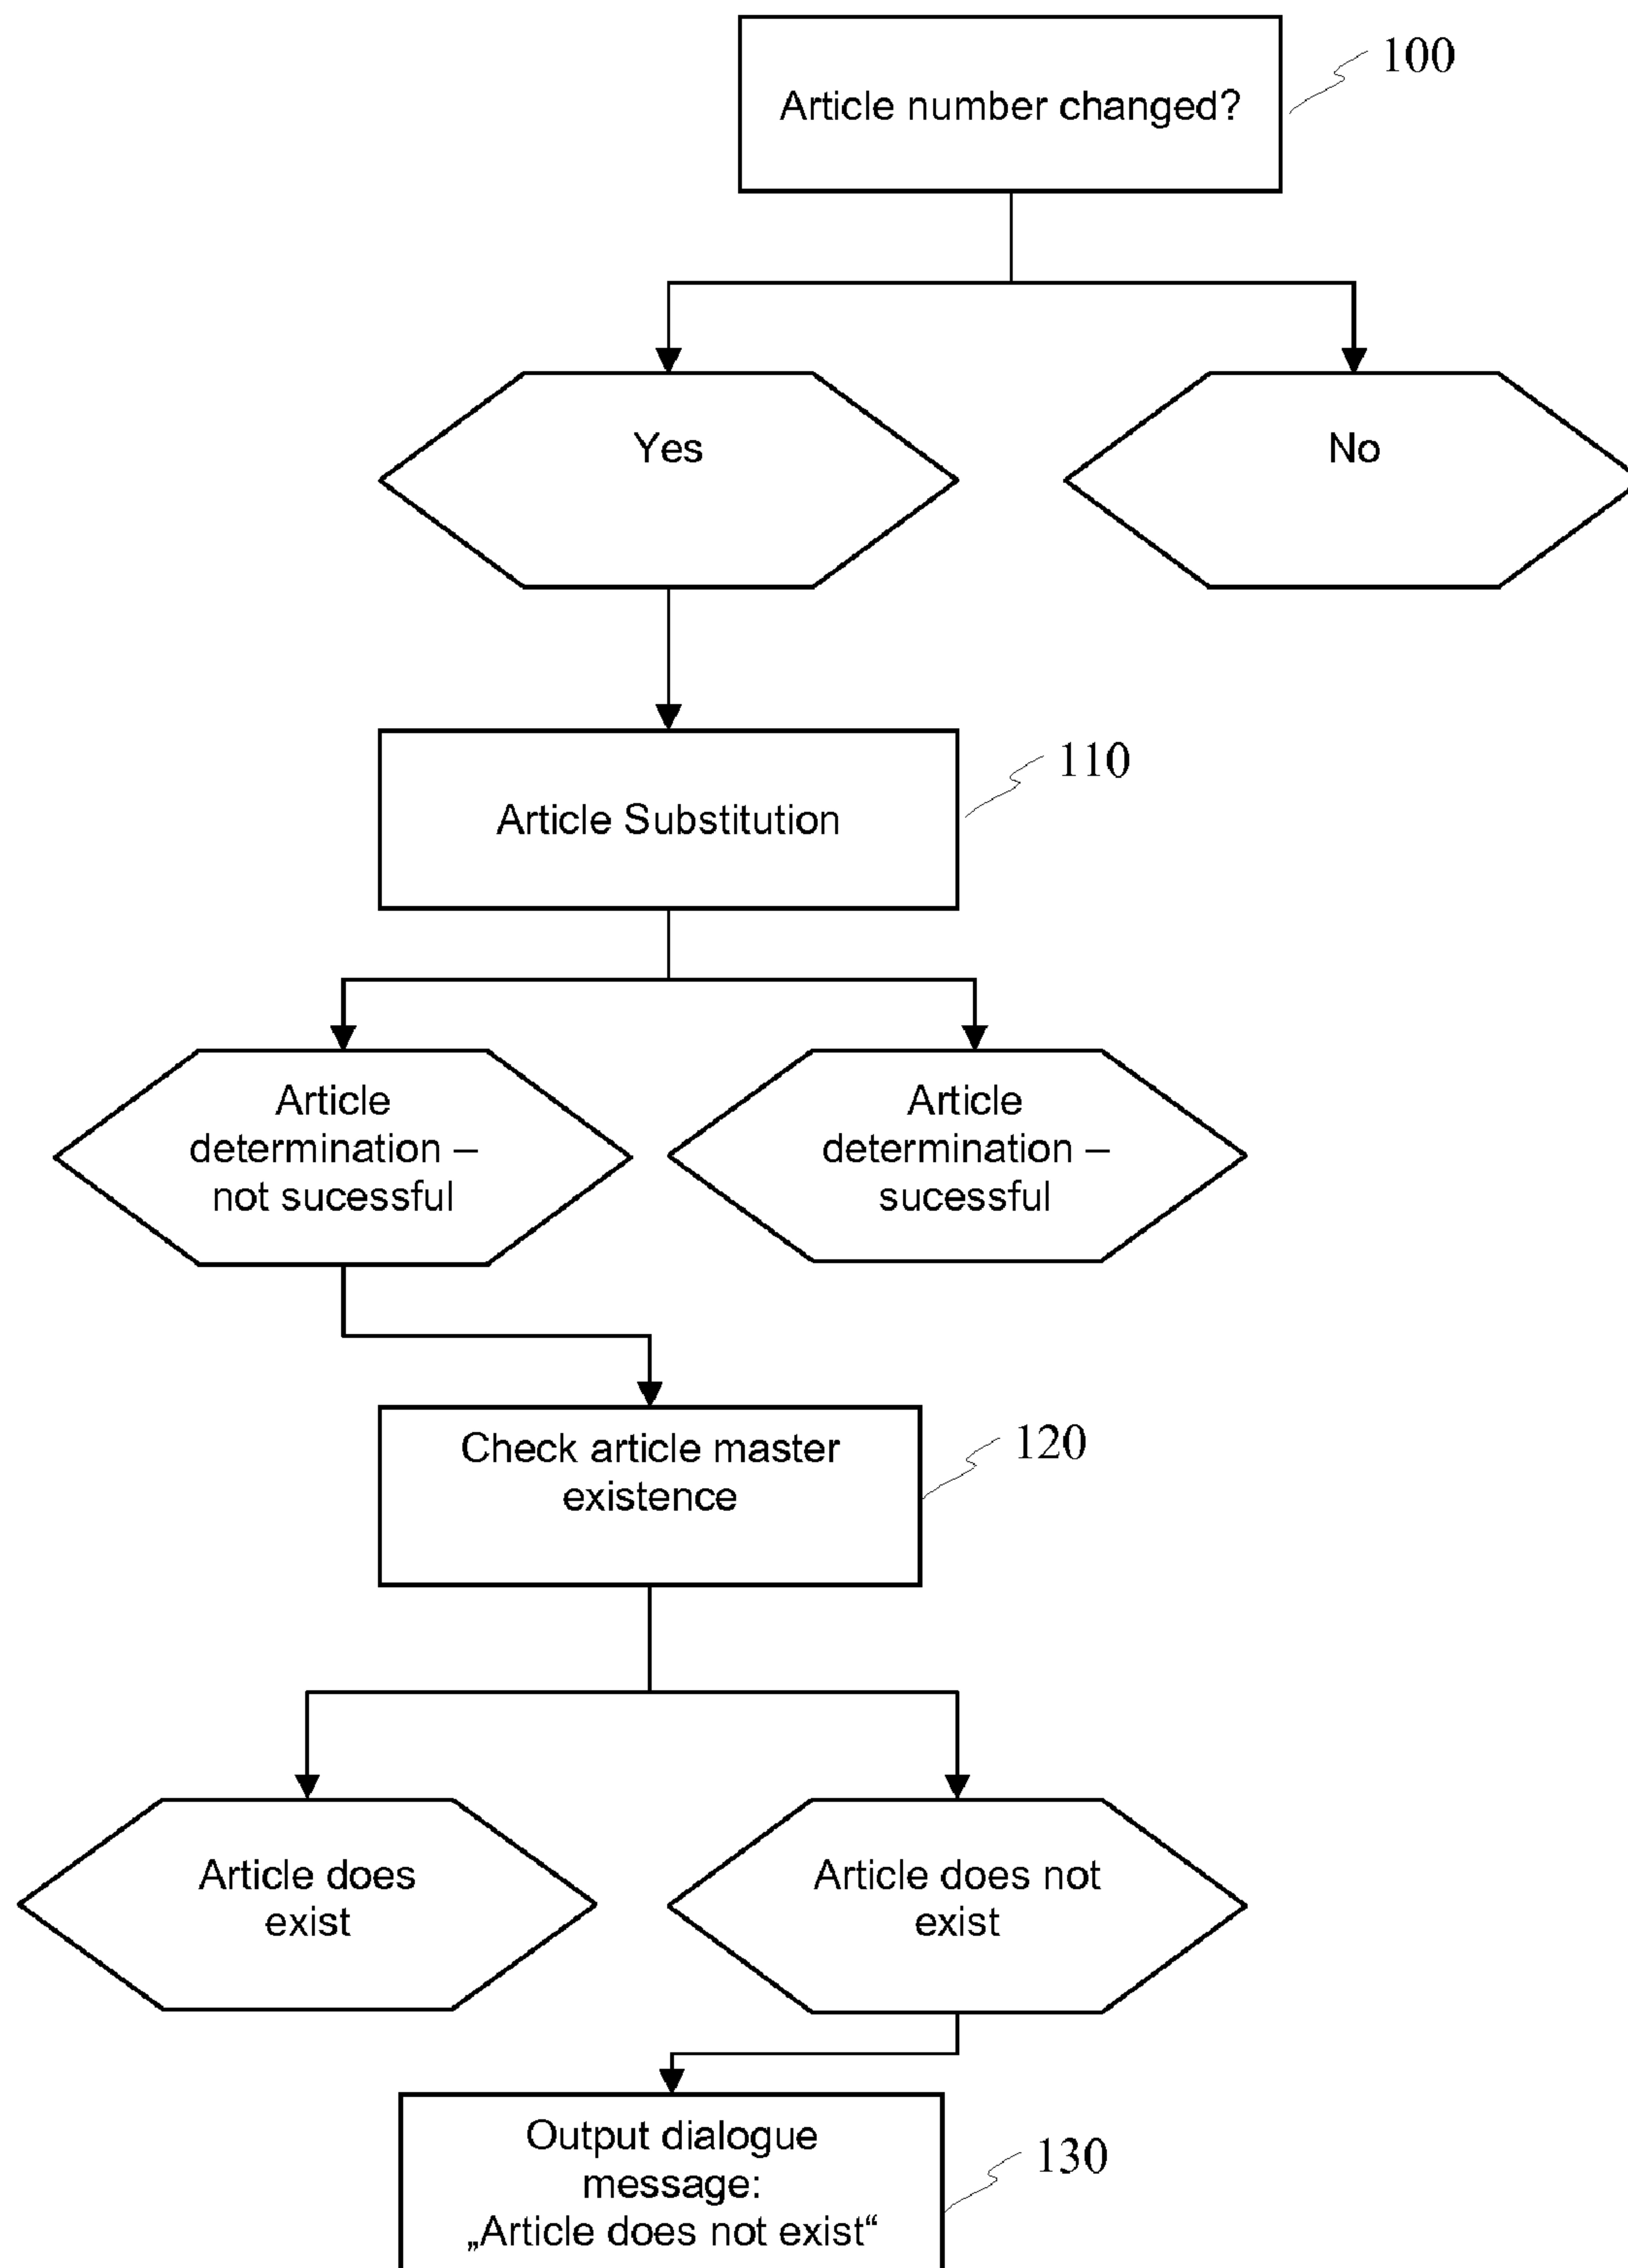 Article number changed?
100
Yes
No
Article Substitution
110
Article
determination –
not sucessful
Article
determination –
sucessful
Check article master
existence
120
Article does
exist
Article does not
exist
Output dialogue
message:
„Article does not exist“
130